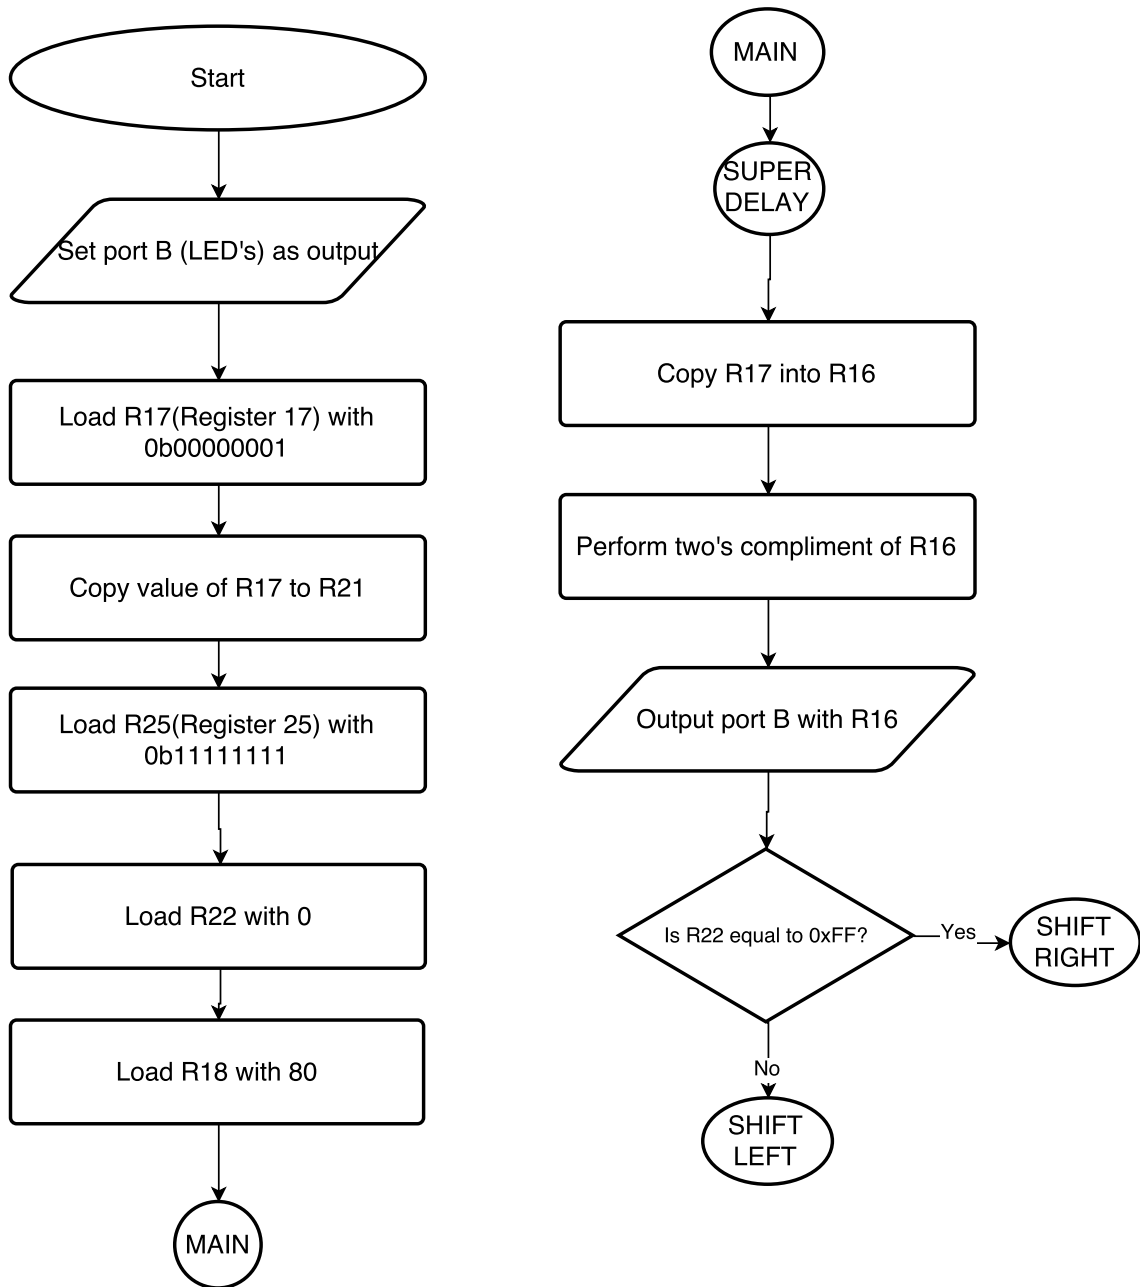 Start
Set port B (LED's) as output
Load R17(Register 17) with
0b00000001
Copy value of R17 to R21
Load R25(Register 25) with
0b11111111
Load R22 with 0
Load R18 with 80
MAIN
MAIN
SUPER
DELAY
Copy R17 into R16
Perform two's compliment of R16
Output port B with R16
Is R22 equal to 0xFF?
Yes
SHIFT
RIGHT
No
SHIFT
LEFT